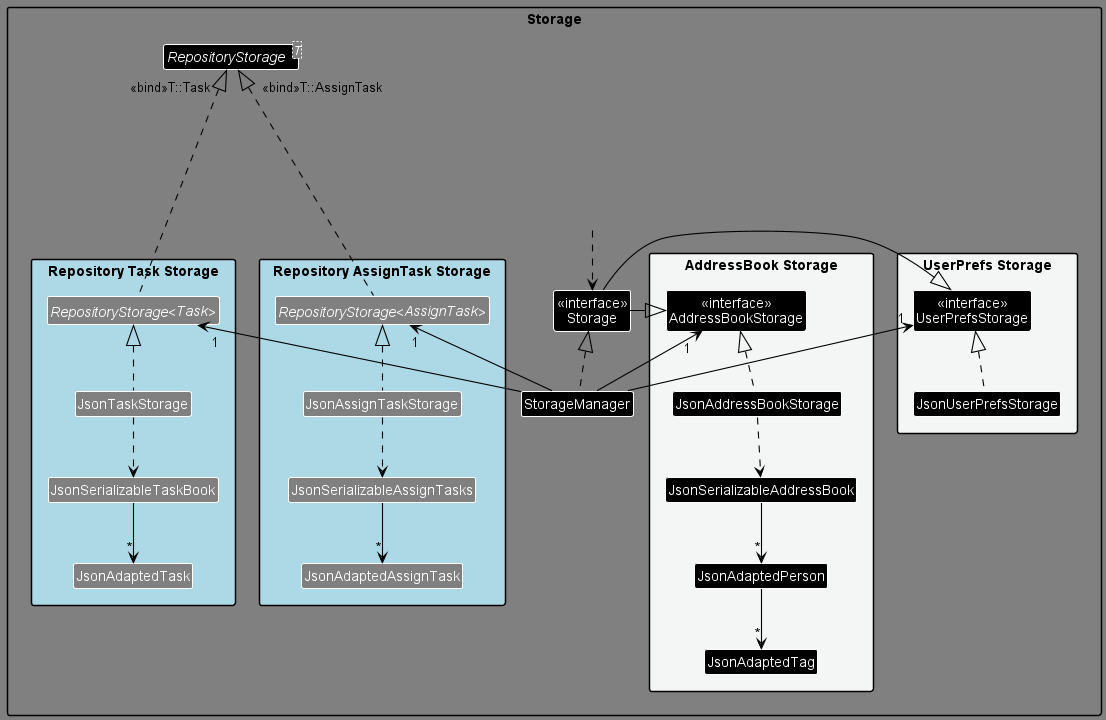 Storage
RepositoryStorage
T
«bind»T::Task
«bind»T::AssignTask
Repository Task Storage
RepositoryStorage<Task>
1
JsonTaskStorage
JsonSerializableTaskBook
*
JsonAdaptedTask
Repository AssignTask Storage
RepositoryStorage<AssignTask>
1
JsonAssignTaskStorage
JsonSerializableAssignTasks
*
JsonAdaptedAssignTask
«interface»
Storage
StorageManager
AddressBook Storage
«interface»
AddressBookStorage
1
JsonAddressBookStorage
JsonSerializableAddressBook
*
JsonAdaptedPerson
*
JsonAdaptedTag
UserPrefs Storage
«interface»
UserPrefsStorage
1
JsonUserPrefsStorage